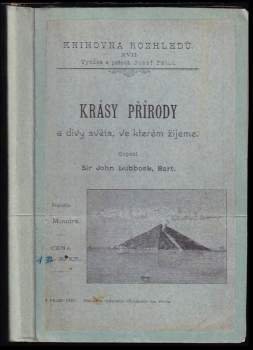 KNIHOVNA ROZHLEDŮ
XVII.
Vydává a pořádá Josef Pelcl.
KRÁSY PŘÍRODY
a divy světa, ve kterém žijeme.
Sepsal
Sir John Lubbock, Bart.
CENA